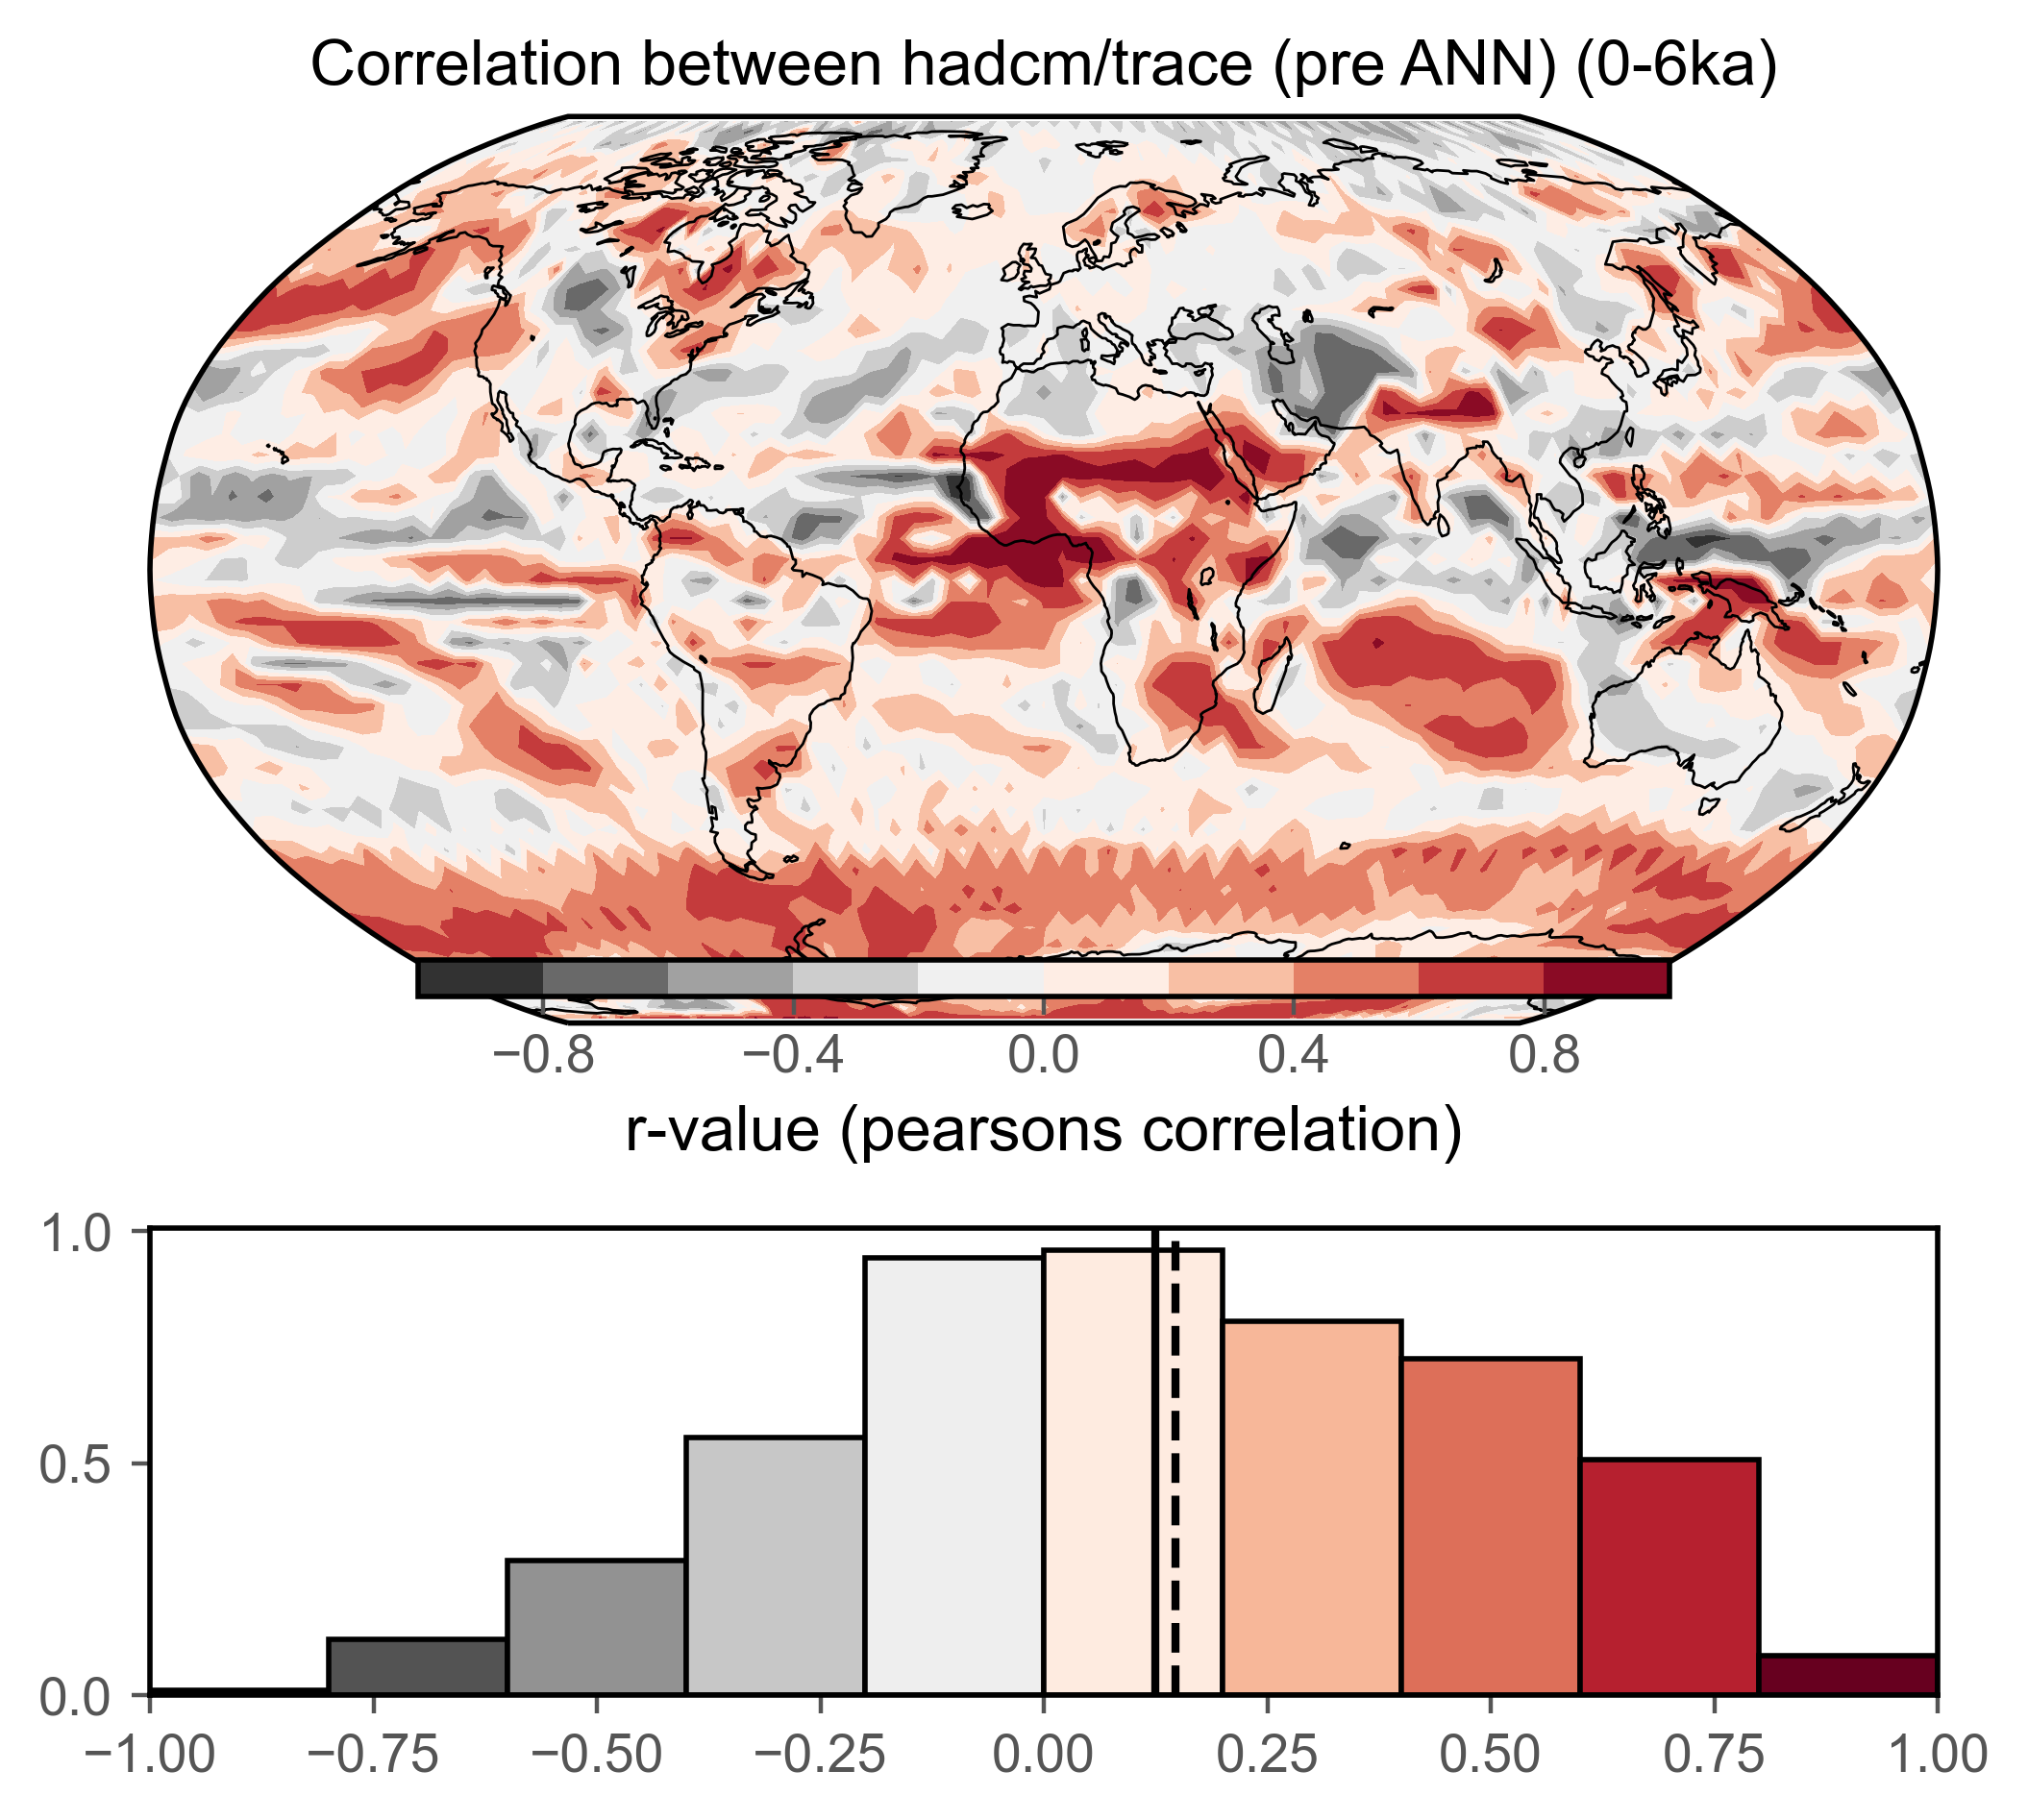 Correlation between hadcm/trace (pre ANN) (0-6ka)
−0.8 −0.4 0.0 0.4 0.8
r-value (pearsons correlation)
1.0
0.5
0.0
−1.00 −0.75 −0.50 −0.25 0.00 0.25 0.50 0.75 1.00